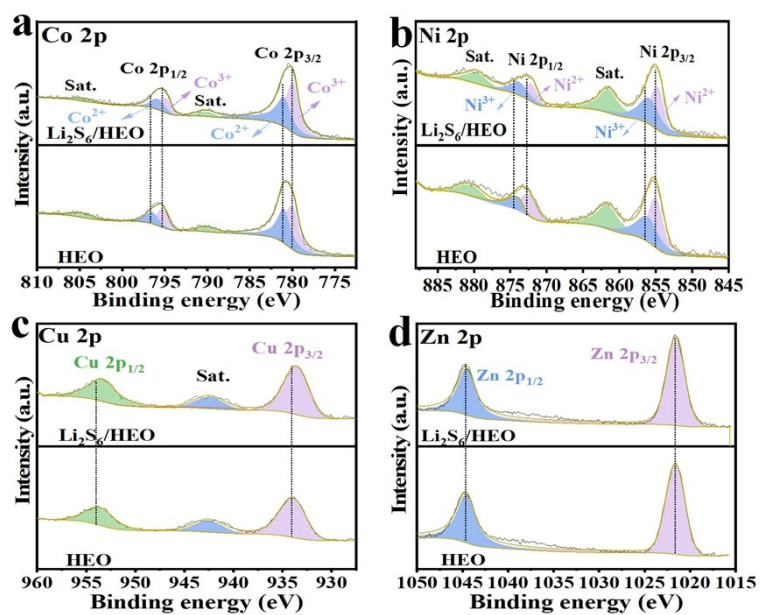 a
Co 2p
Co 2p3/2
Co 2p1/2
Co3+
Co3+
Sat.
Sat.
Co2+
Co2+
Li2S6/HEO
HEO
Intensity (a.u.)
810 805 800 795 790 785 780 775
Binding energy (eV)
b
Ni 2p
Sat.
Ni 2p1/2
Sat.
Ni 2p3/2
Ni2+
Ni2+
Ni3+
Ni3+
Li2S6/HEO
HEO
Intensity (a.u.)
885 880 875 870 865 860 855 850 845
Binding energy (eV)
c
Cu 2p
Cu 2p1/2
Cu 2p3/2
Sat.
Li2S6/HEO
HEO
Intensity (a.u.)
960 955 950 945 940 935 930
Binding energy (eV)
d
Zn 2p
Zn 2p3/2
Zn 2p1/2
Li2S6/HEO
HEO
Intensity (a.u.)
1050 1045 1040 1035 1030 1025 1020 1015
Binding energy (eV)